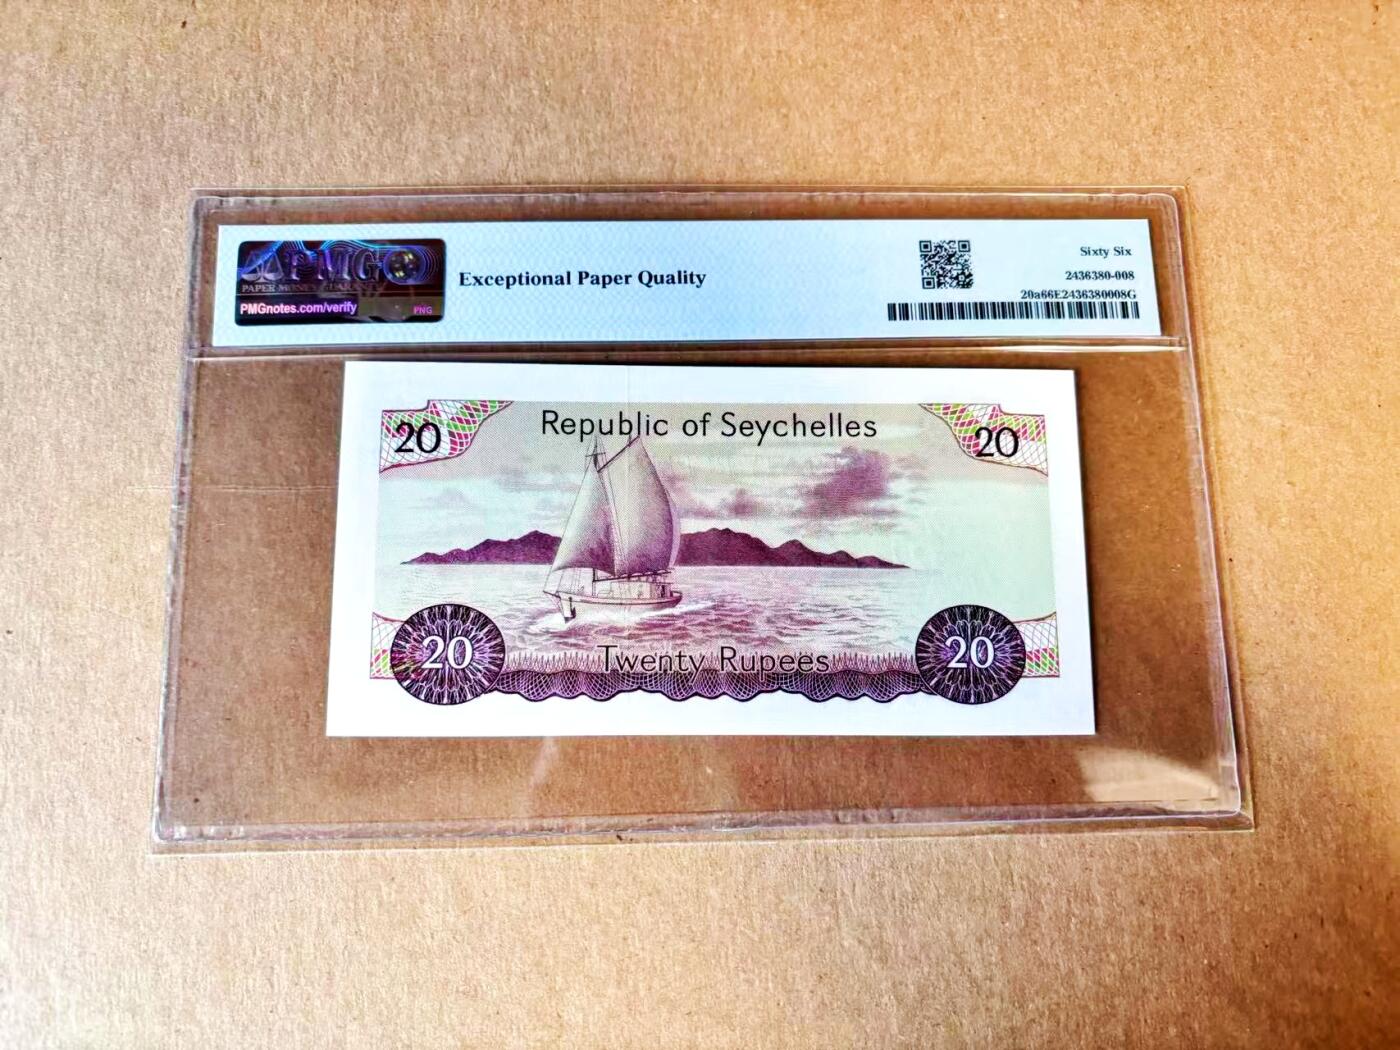 PMG
PAPER MONEY GUARANTY
PMGnotes.com/verify
PNG
Exceptional Paper Quality
Sixty Six
2436380-008
20a66E2436380008G
Republic of Seychelles
20
20
20
Twenty Rupees
20